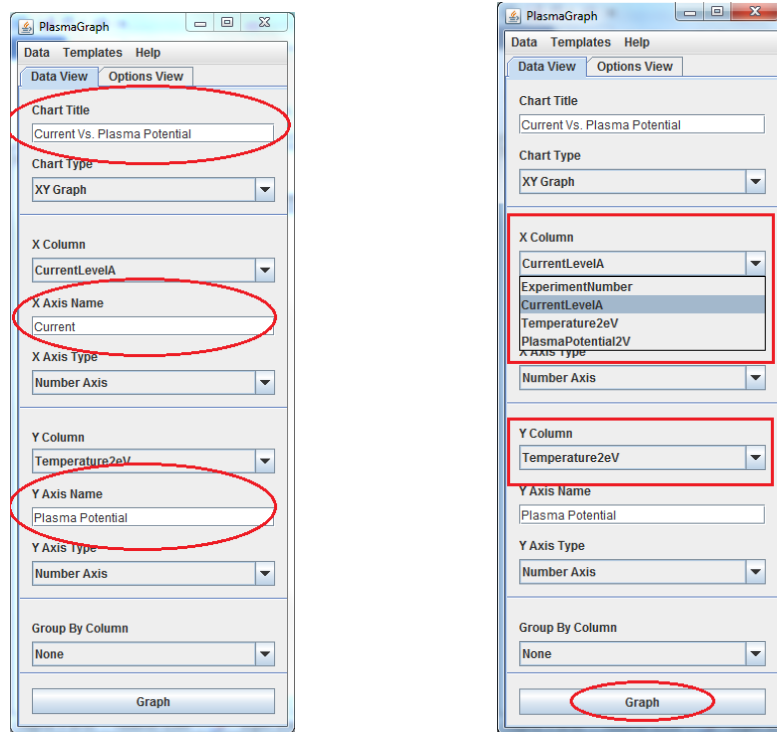 PlasmaGraph
Data Templates Help
Data View Options View
Chart Title
Current Vs. Plasma Potential
Chart Type
XY Graph
X Column
CurrentLevelA
X Axis Name
Current
X Axis Type
Number Axis
Y Column
Temperature2eV
Y Axis Name
Plasma Potential
Y Axis Type
Number Axis
Group By Column
None
Graph
PlasmaGraph
Data Templates Help
Data View Options View
Chart Title
Current Vs. Plasma Potential
Chart Type
XY Graph
X Column
CurrentLevelA
ExperimentNumber
CurrentLevelA
Temperature2eV
PlasmaPotential2V
X Axis Type
Number Axis
Y Column
Temperature2eV
Y Axis Name
Plasma Potential
Y Axis Type
Number Axis
Group By Column
None
Graph